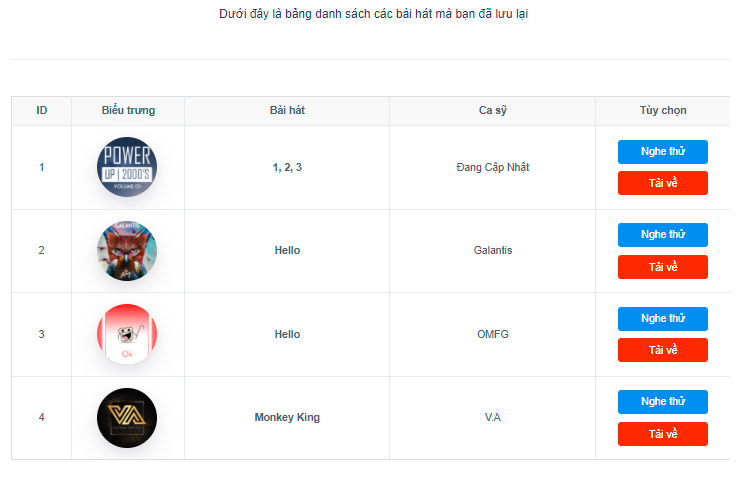 Dưới đây là bảng danh sách các bài hát mà bạn đã lưu lại
ID Biểu trưng Bài hát Ca sỹ Tùy chọn
1 1, 2, 3 Đang Cập Nhật Nghe thử
Tải về
POWER
UP | 2000'S
VOLUME 01
2 Hello Galantis Nghe thử
Tải về
GALANTIS
3 Hello OMFG Nghe thử
Tải về
Ok
4 Monkey King V.A Nghe thử
Tải về
VA